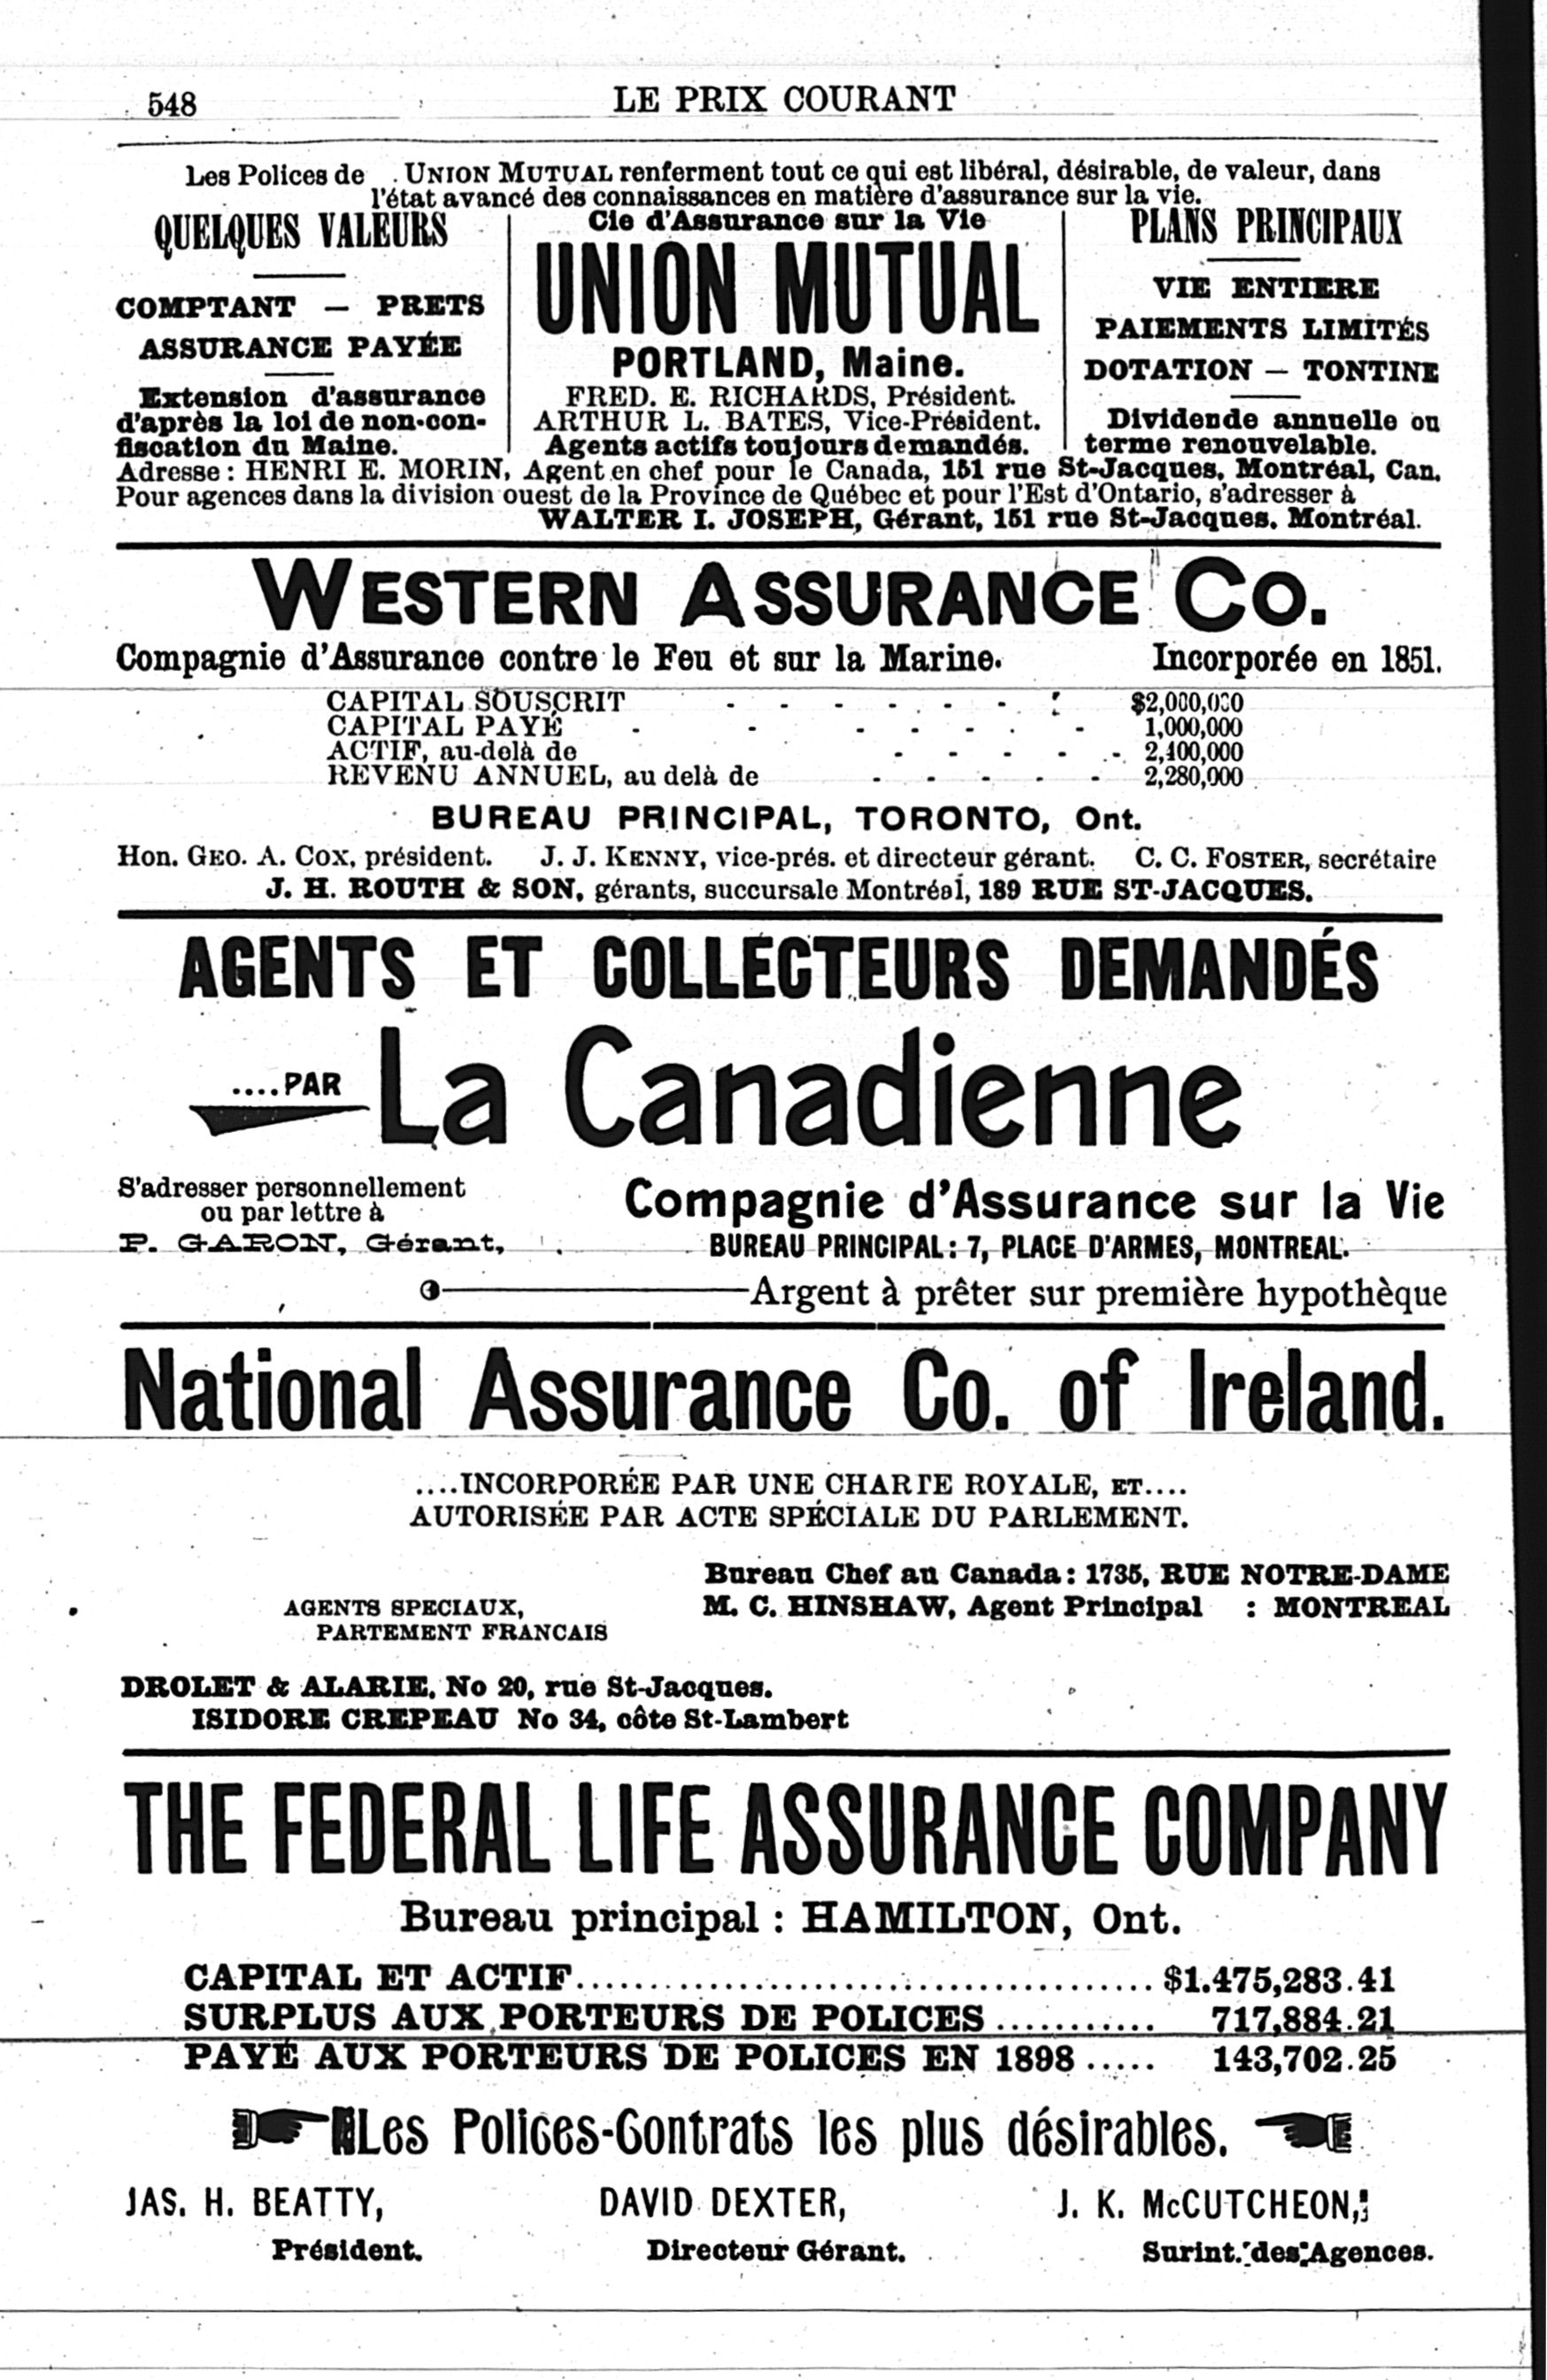 548
LE PRIX COURANT
Les Polices de UNION MUTUAL renferment tout ce qui est libéral, désirable, de valeur, dans
l'état avancé des connaissances en matière d'assurance sur la vie.
QUELQUES VALEURS
COMPTANT — PRETS
ASSURANCE PAYÉE
Extension d'assurance
d'après la loi de non-con-
fiscation du Maine.
Cie d'Assurance sur la Vie
UNION MUTUAL
PORTLAND, Maine.
FRED. E. RICHARDS, Président.
ARTHUR L. BATES, Vice-Président.
Agents actifs toujours demandés.
PLANS PRINCIPAUX
VIE ENTIERE
PAIEMENTS LIMITÉS
DOTATION — TONTINE
Dividende annuelle ou
terme renouvelable.
Adresse : HENRI E. MORIN, Agent en chef pour le Canada, 151 rue St-Jacques, Montréal, Can.
Pour agences dans la division ouest de la Province de Québec et pour l'Est d'Ontario, s'adresser à
WALTER I. JOSEPH, Gérant, 151 rue St-Jacques. Montréal.
WESTERN ASSURANCE CO.
Compagnie d'Assurance contre le Feu et sur la Marine. Incorporée en 1851.
CAPITAL SOUSCRIT - - - - - - - $2,000,000
CAPITAL PAYÉ - - - - - - - 1,000,000
ACTIF, au-delà de - - - - - 2,400,000
REVENU ANNUEL, au delà de - - - - - 2,280,000
BUREAU PRINCIPAL, TORONTO, Ont.
Hon. GEO. A. COX, président. J. J. KENNY, vice-prés. et directeur gérant. C. C. FOSTER, secrétaire
J. H. ROUTH & SON, gérants, succursale Montréal, 189 RUE ST-JACQUES.
AGENTS ET COLLECTEURS DEMANDÉS
....PAR La Canadienne
S'adresser personnellement
ou par lettre à
P. GARON, Gérant,
Compagnie d'Assurance sur la Vie
BUREAU PRINCIPAL : 7, PLACE D'ARMES, MONTREAL.
Argent à prêter sur première hypothèque
National Assurance Co. of Ireland.
....INCORPORÉE PAR UNE CHARTE ROYALE, ET....
AUTORISÉE PAR ACTE SPÉCIALE DU PARLEMENT.
Bureau Chef au Canada : 1735, RUE NOTRE-DAME
M. C. HINSHAW, Agent Principal : MONTREAL
AGENTS SPECIAUX,
PARTEMENT FRANCAIS
DROLET & ALARIE, No 20, rue St-Jacques.
ISIDORE CREPEAU No 34, côte St-Lambert
THE FEDERAL LIFE ASSURANCE COMPANY
Bureau principal : HAMILTON, Ont.
CAPITAL ET ACTIF........................................ $1.475,283.41
SURPLUS AUX PORTEURS DE POLICES ........... 717,884.21
PAYÉ AUX PORTEURS DE POLICES EN 1898 ..... 143,702.25
Les Polices-Contrats les plus désirables.
JAS. H. BEATTY,
Président.
DAVID DEXTER,
Directeur Gérant.
J. K. McCUTCHEON,
Surint. des Agences.